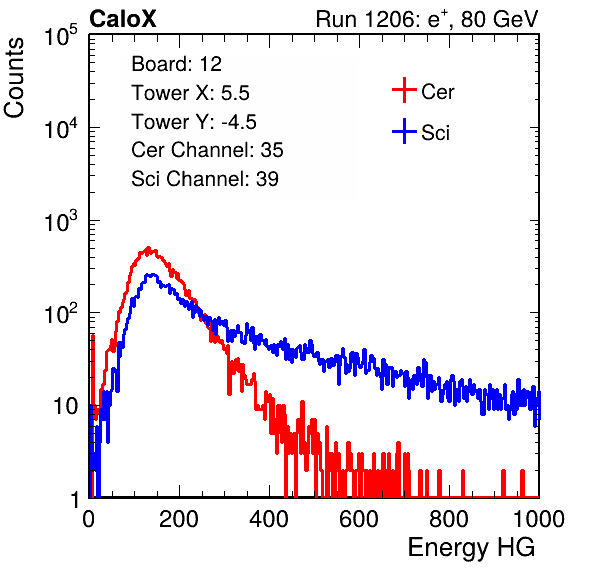 CaloX Run 1206: e⁺, 80 GeV
Counts
10⁵
10⁴
10³
10²
10
1
Board: 12
Tower X: 5.5
Tower Y: -4.5
Cer Channel: 35
Sci Channel: 39
Cer
Sci
0 200 400 600 800 1000
Energy HG